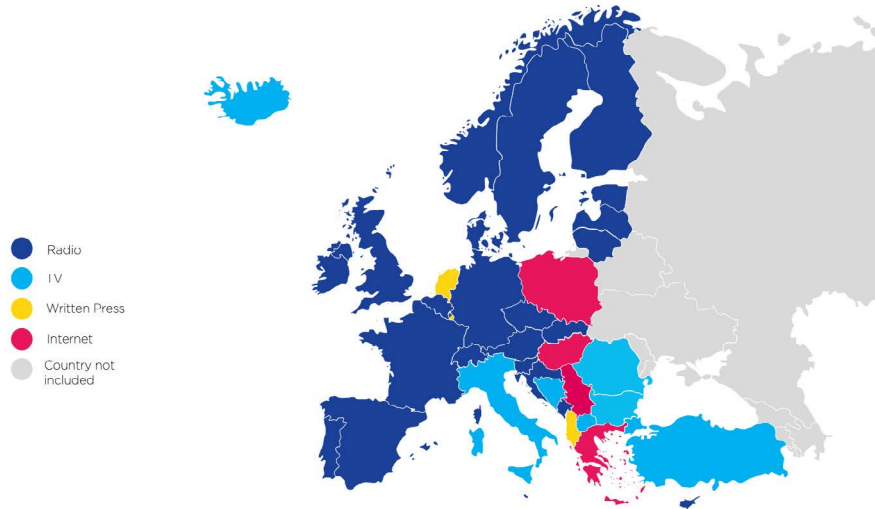 Radio
TV
Written Press
Internet
Country not
included